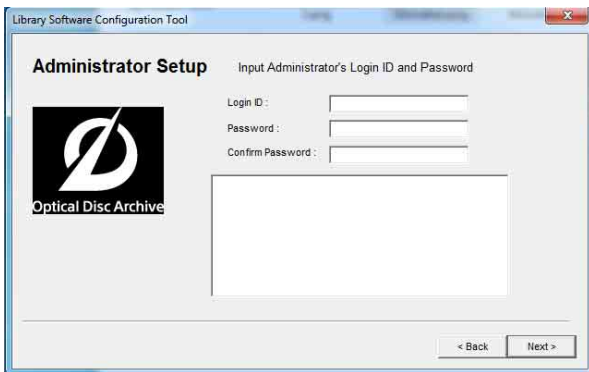 Library Software Configuration Tool
Administrator Setup
Input Administrator's Login ID and Password
Login ID :
Password :
Confirm Password :
Optical Disc Archive
< Back
Next >